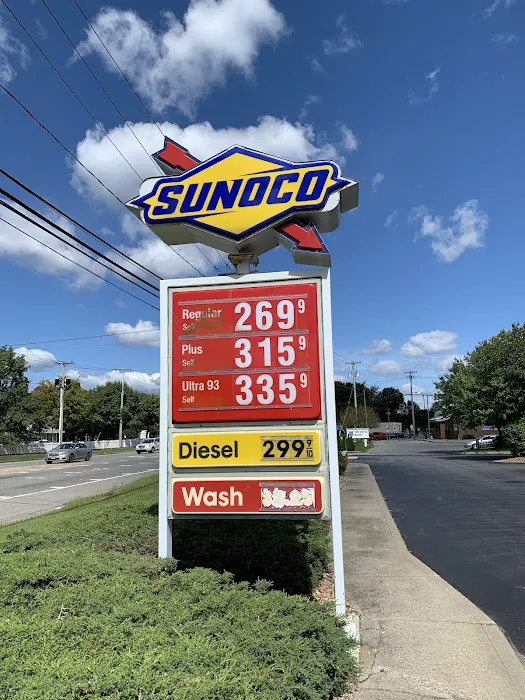 SUNOCO
Regular 269 9
Self
Plus 315 9
Self
Ultra 93 335 9
Self
Diesel 299 9/10
Wash